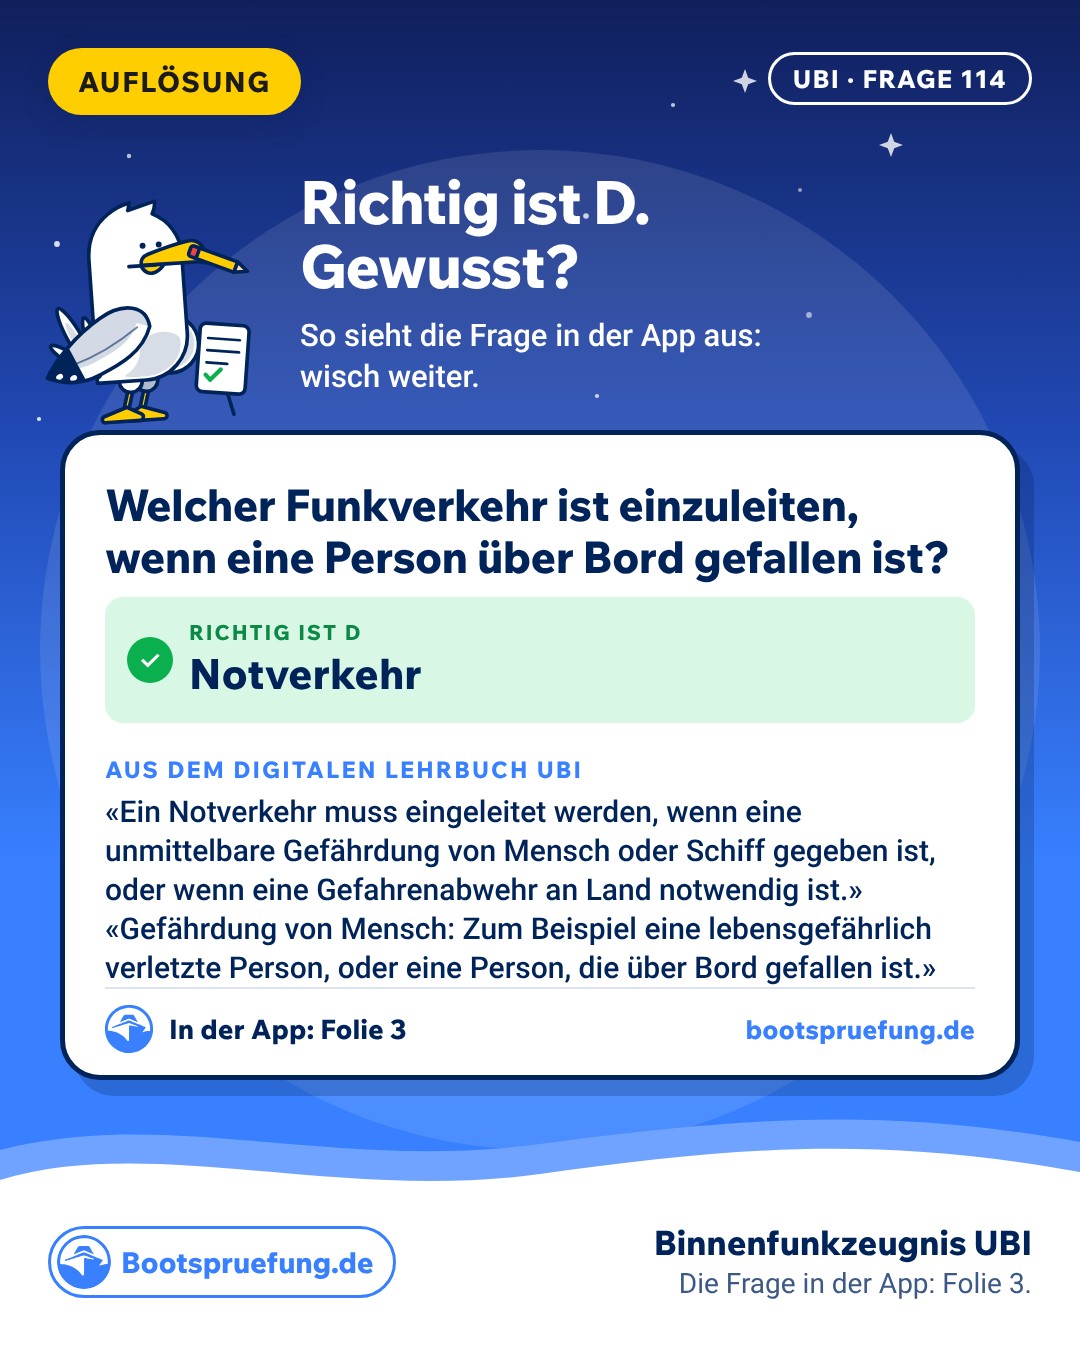 AUFLÖSUNG
UBI · FRAGE 114
Richtig ist D.
Gewusst?
So sieht die Frage in der App aus:
wisch weiter.
Welcher Funkverkehr ist einzuleiten,
wenn eine Person über Bord gefallen ist?
RICHTIG IST D
Notverkehr
AUS DEM DIGITALEN LEHRBUCH UBI
«Ein Notverkehr muss eingeleitet werden, wenn eine
unmittelbare Gefährdung von Mensch oder Schiff gegeben ist,
oder wenn eine Gefahrenabwehr an Land notwendig ist.»
«Gefährdung von Mensch: Zum Beispiel eine lebensgefährlich
verletzte Person, oder eine Person, die über Bord gefallen ist.»
In der App: Folie 3
bootspruefung.de
Bootspruefung.de
Binnenfunkzeugnis UBI
Die Frage in der App: Folie 3.